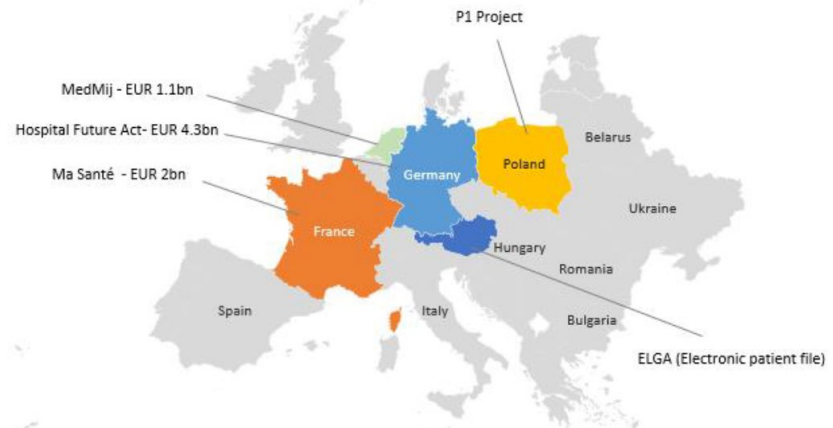 P1 Project
MedMij - EUR 1.1bn
Hospital Future Act- EUR 4.3bn
Ma Santé - EUR 2bn
Belarus
Poland
Germany
Ukraine
France
Hungary
Romania
Spain
Italy
Bulgaria
ELGA (Electronic patient file)